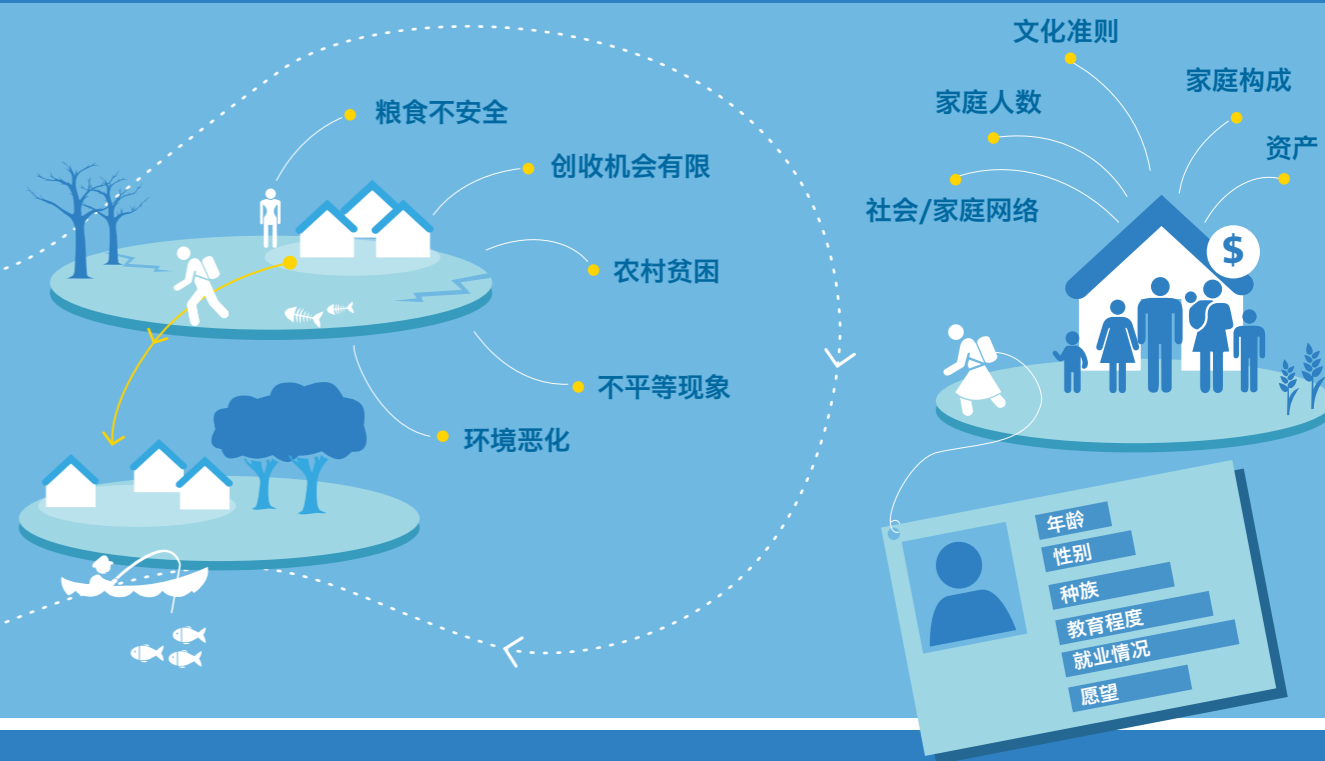 粮食不安全
创收机会有限
农村贫困
不平等现象
环境恶化
文化准则
家庭构成
家庭人数
资产
社会/家庭网络
$
年龄
性别
种族
教育程度
就业情况
愿望